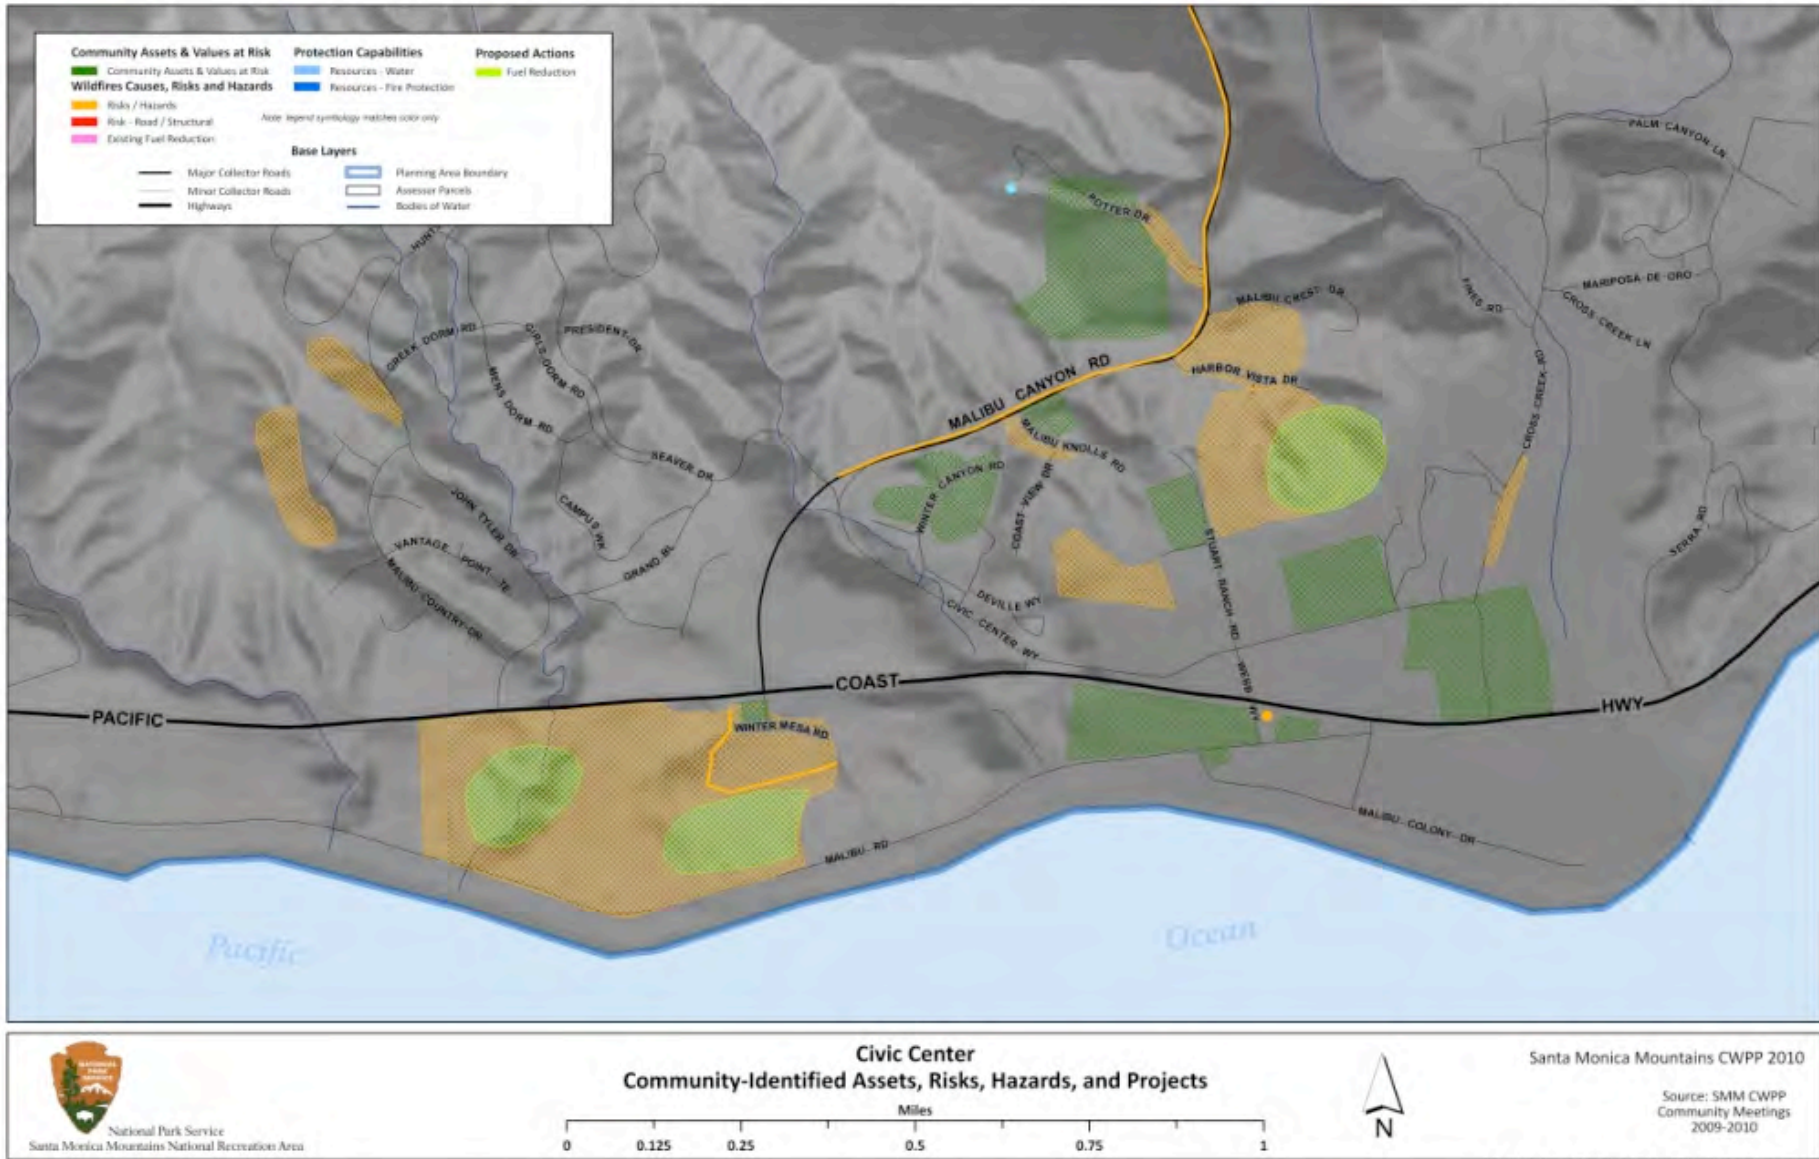 Community Assets & Values at Risk
Community Assets & Values at Risk
Wildfires Causes, Risks and Hazards
Risks / Hazards
Risk - Road / Structural
Existing Fuel Reduction
Protection Capabilities
Resources - Water
Resources - Fire Protection
Proposed Actions
Fuel Reduction
Note: legend symbology matches color only
Base Layers
Major Collector Roads
Minor Collector Roads
Highways
Planning Area Boundary
Assessor Parcels
Bodies of Water
PALM CANYON LN
POTTER DR
HUNT
MARIPOSA DE ORO
MALIBU CREST DR
CROSS CREEK LN
GREEK DORM RD
GIRLS DORM RD
PRESIDENT DR
MENS DORM RD
MALIBU CANYON RD
HARBOR VISTA DR
CROSS CREEK RD
MALIBU KNOLLS RD
SEAVER DR
WINTER CANYON RD
COAST VIEW DR
JOHN TYLER DR
CAMPUS WK
SERRA RD
VANTAGE POINT TE
GRAND BL
MALIBU COUNTRY DR
STUART RANCH RD
DEVILLE WY
CIVIC CENTER WY
WEBB WY
PACIFIC
COAST
HWY
WINTER MESA RD
MALIBU RD
MALIBU COLONY DR
Pacific
Ocean
National Park Service
Santa Monica Mountains National Recreation Area
Civic Center
Community-Identified Assets, Risks, Hazards, and Projects
Miles
0 0.125 0.25 0.5 0.75 1
N
Santa Monica Mountains CWPP 2010
Source: SMM CWPP
Community Meetings
2009-2010